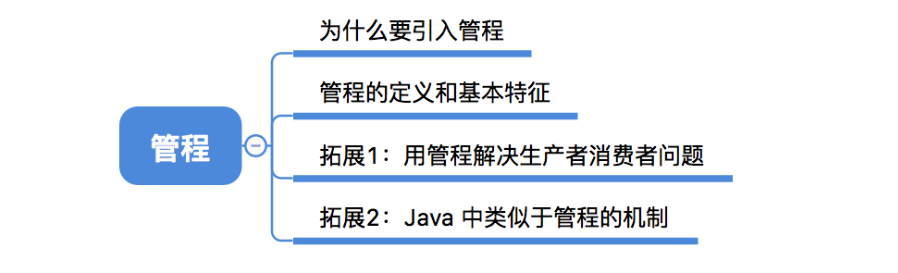 为什么要引入管程
管程的定义和基本特征
管程
拓展1：用管程解决生产者消费者问题
拓展2：Java 中类似于管程的机制